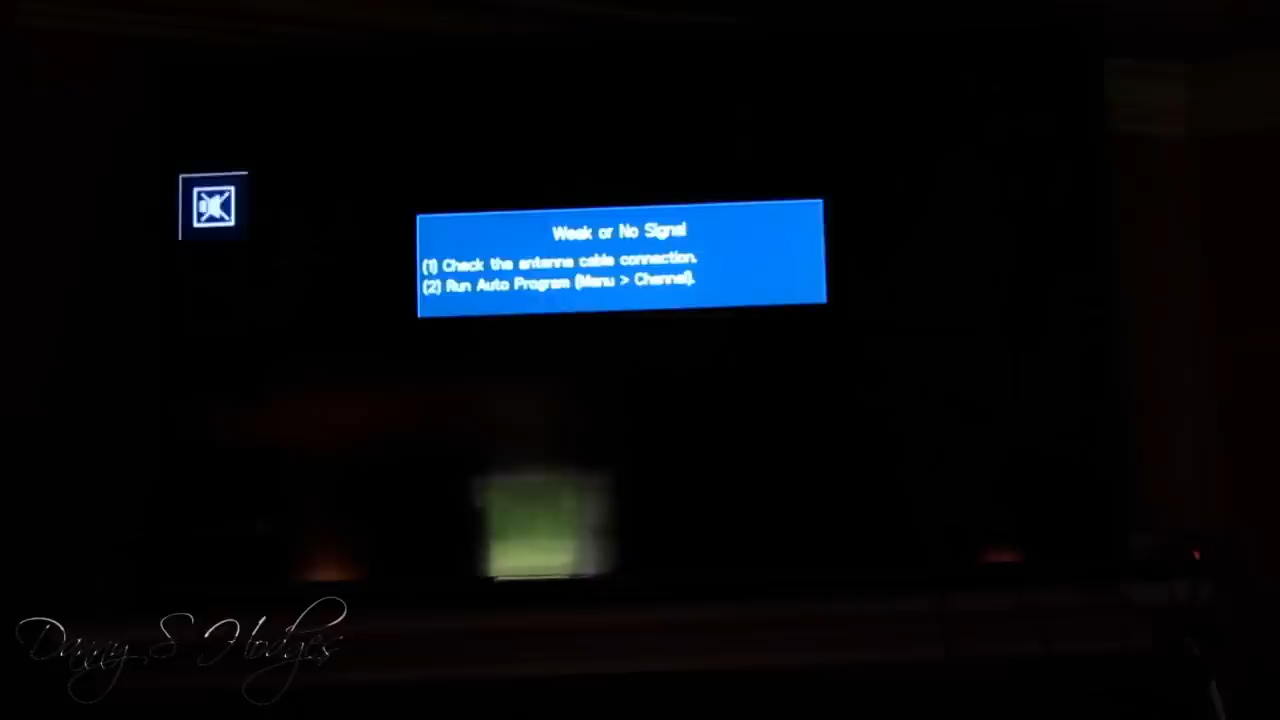 Weak or No Signal
(1) Check the antenna cable connection.
(2) Run Auto Program (Menu > Channel).
Danny S Hodges